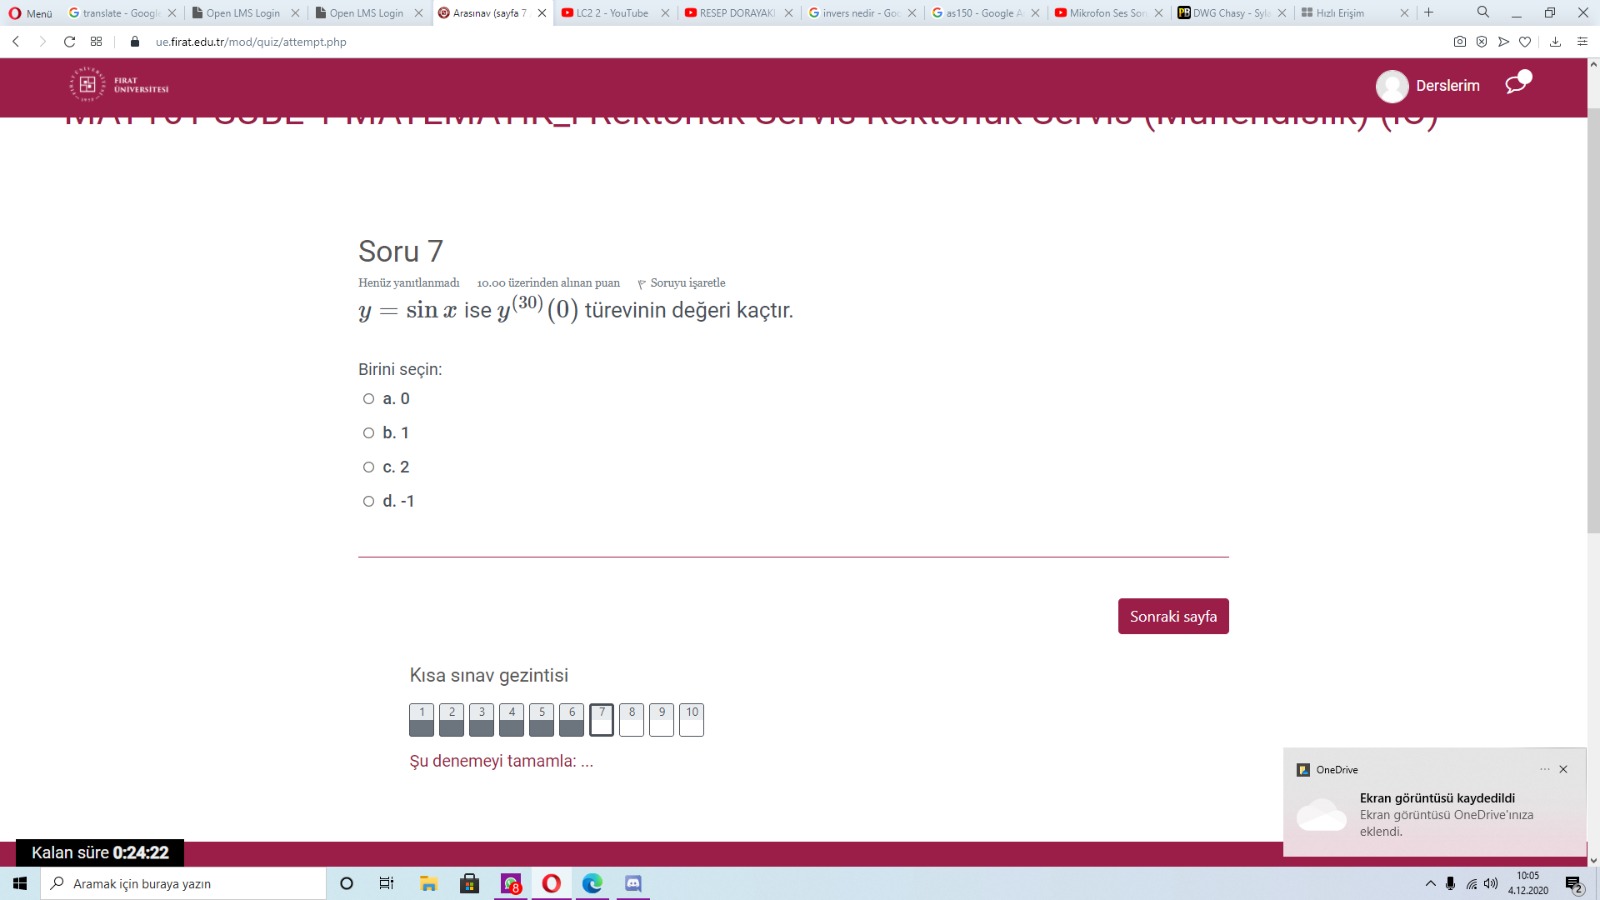 Menü
translate - Google
Open LMS Login
Open LMS Login
Arasınav (sayfa 7
LC2 2 - YouTube
RESEP DORAYAKI
invers nedir - Goo
as150 - Google A
Mikrofon Ses Sor
DWG Chasy - Syla
Hızlı Erişim
ue.firat.edu.tr/mod/quiz/attempt.php
FIRAT
ÜNİVERSİTESİ
Derslerim
Soru 7
Henüz yanıtlanmadı 10.00 üzerinden alınan puan Soruyu işaretle
y = sin x ise y^(30)(0) türevinin değeri kaçtır.
Birini seçin:
a. 0
b. 1
c. 2
d. -1
Sonraki sayfa
Kısa sınav gezintisi
1 2 3 4 5 6 7 8 9 10
Şu denemeyi tamamla: ...
OneDrive
Ekran görüntüsü kaydedildi
Ekran görüntüsü OneDrive'ınıza
eklendi.
Kalan süre 0:24:22
Aramak için buraya yazın
8
10:05
4.12.2020
2